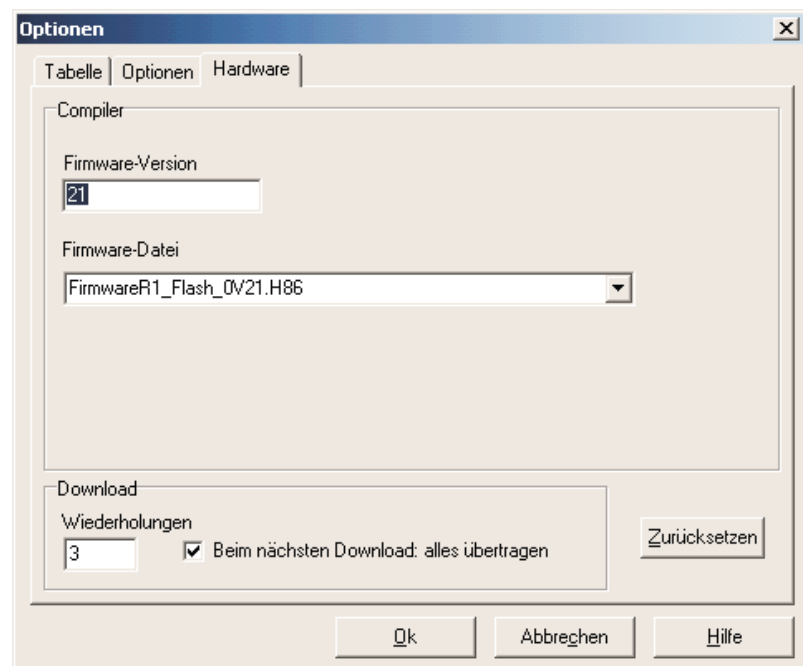 Optionen
Tabelle Optionen Hardware
Compiler
Firmware-Version
21
Firmware-Datei
FirmwareR1_Flash_0V21.H86
Download
Wiederholungen
3 Beim nächsten Download: alles übertragen
Zurücksetzen
Ok Abbrechen Hilfe